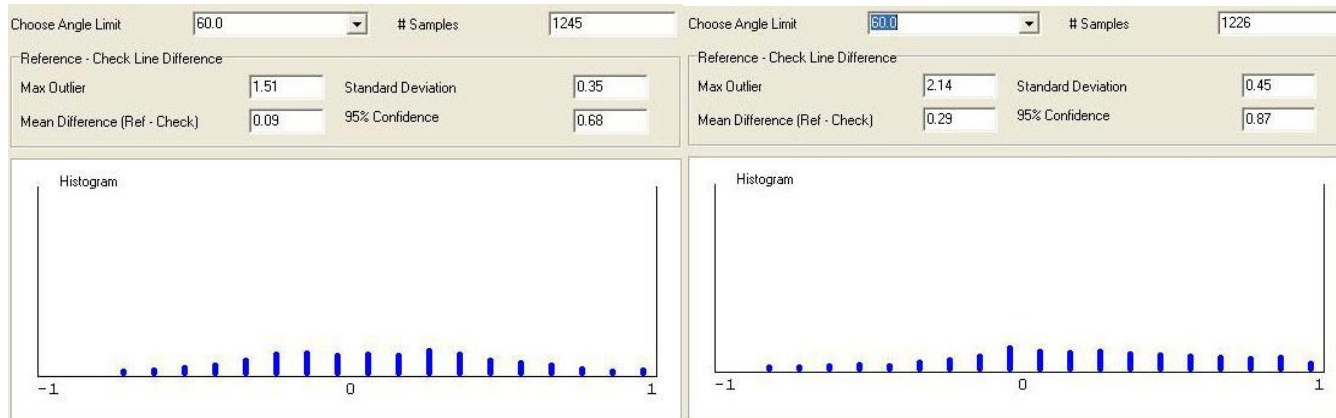 Choose Angle Limit 60.0 # Samples 1245
Reference - Check Line Difference
Max Outlier 1.51 Standard Deviation 0.35
Mean Difference (Ref - Check) 0.09 95% Confidence 0.68
Histogram
-1 0 1
Choose Angle Limit 60.0 # Samples 1226
Reference - Check Line Difference
Max Outlier 2.14 Standard Deviation 0.45
Mean Difference (Ref - Check) 0.29 95% Confidence 0.87
Histogram
-1 0 1